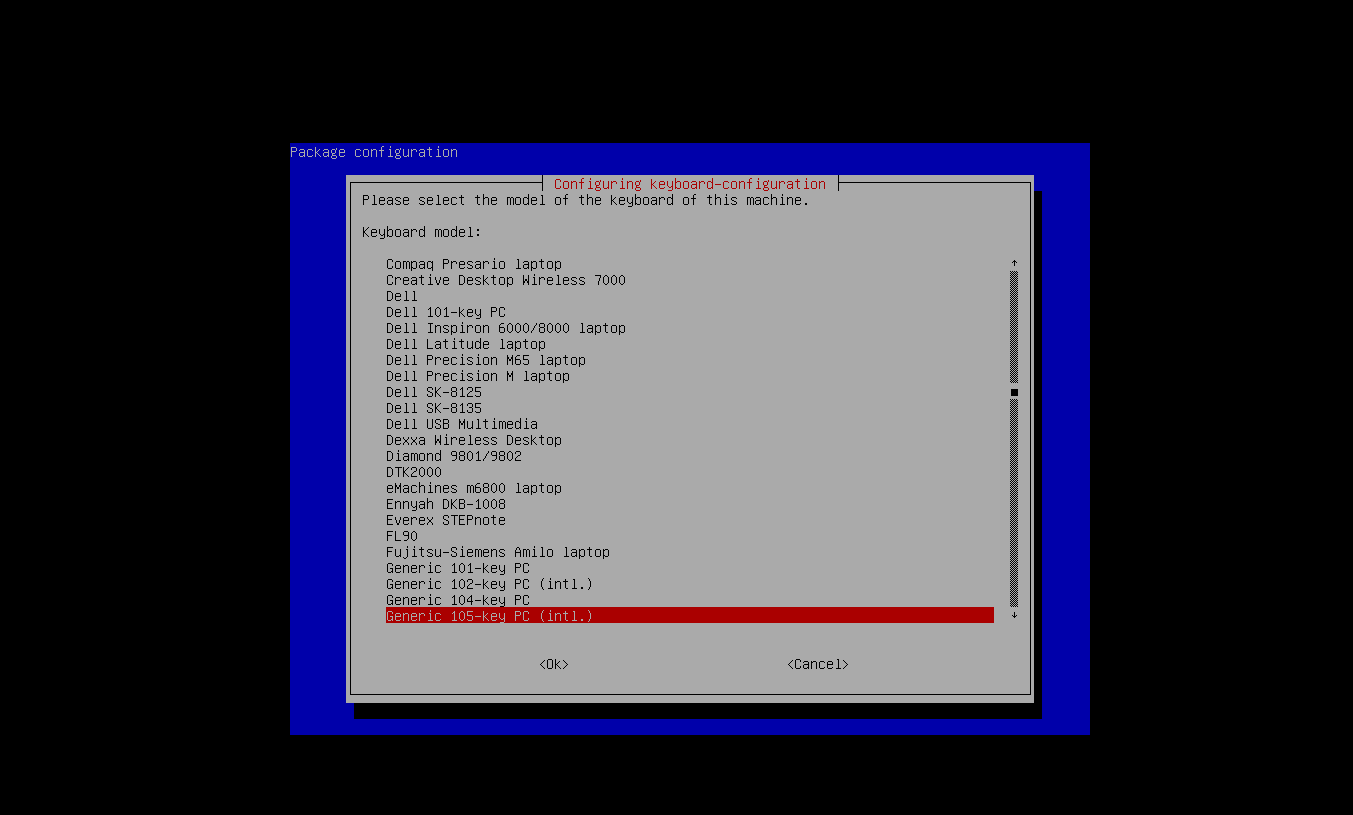 Package configuration
Configuring keyboard-configuration
Please select the model of the keyboard of this machine.
Keyboard model:
Compaq Presario laptop
Creative Desktop Wireless 7000
Dell
Dell 101-key PC
Dell Inspiron 6000/8000 laptop
Dell Latitude laptop
Dell Precision M65 laptop
Dell Precision M laptop
Dell SK-8125
Dell SK-8135
Dell USB Multimedia
Dexxa Wireless Desktop
Diamond 9801/9802
DTK2000
eMachines m6800 laptop
Ennyah DKB-1008
Everex STEPnote
FL90
Fujitsu-Siemens Amilo laptop
Generic 101-key PC
Generic 102-key PC (intl.)
Generic 104-key PC
Generic 105-key PC (intl.)
<Ok> <Cancel>